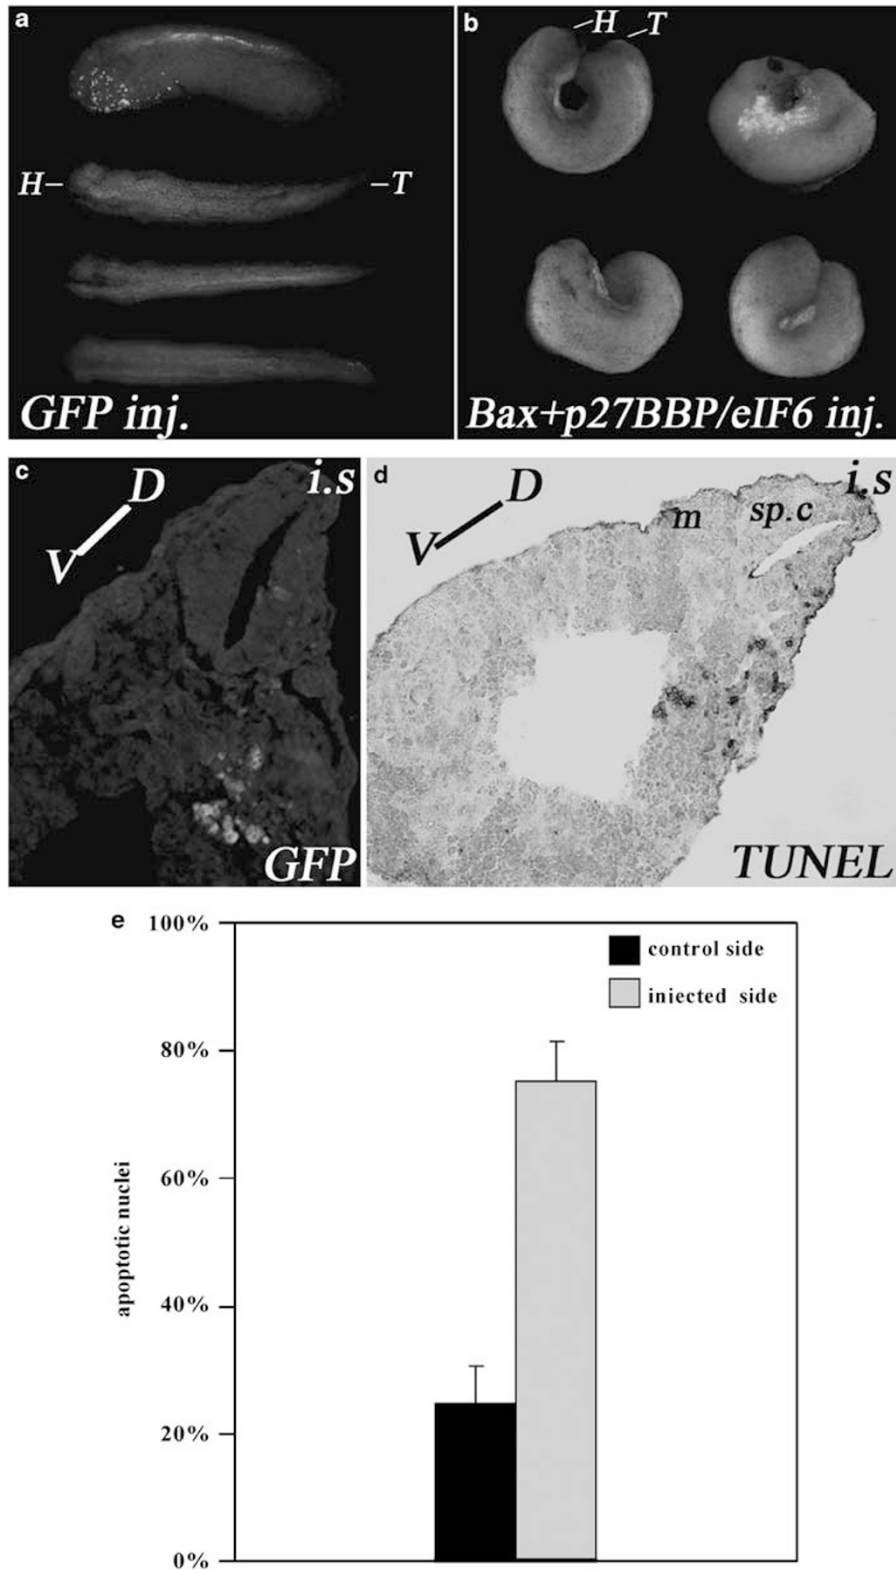 a
H
T
GFP inj.
b
H T
Bax+p27BBP/eIF6 inj.
c
D
V
i.s
GFP
d
D
V
m
sp.c
i.s
TUNEL
e
100%
80%
60%
40%
20%
0%
apoptotic nuclei
control side
injected side